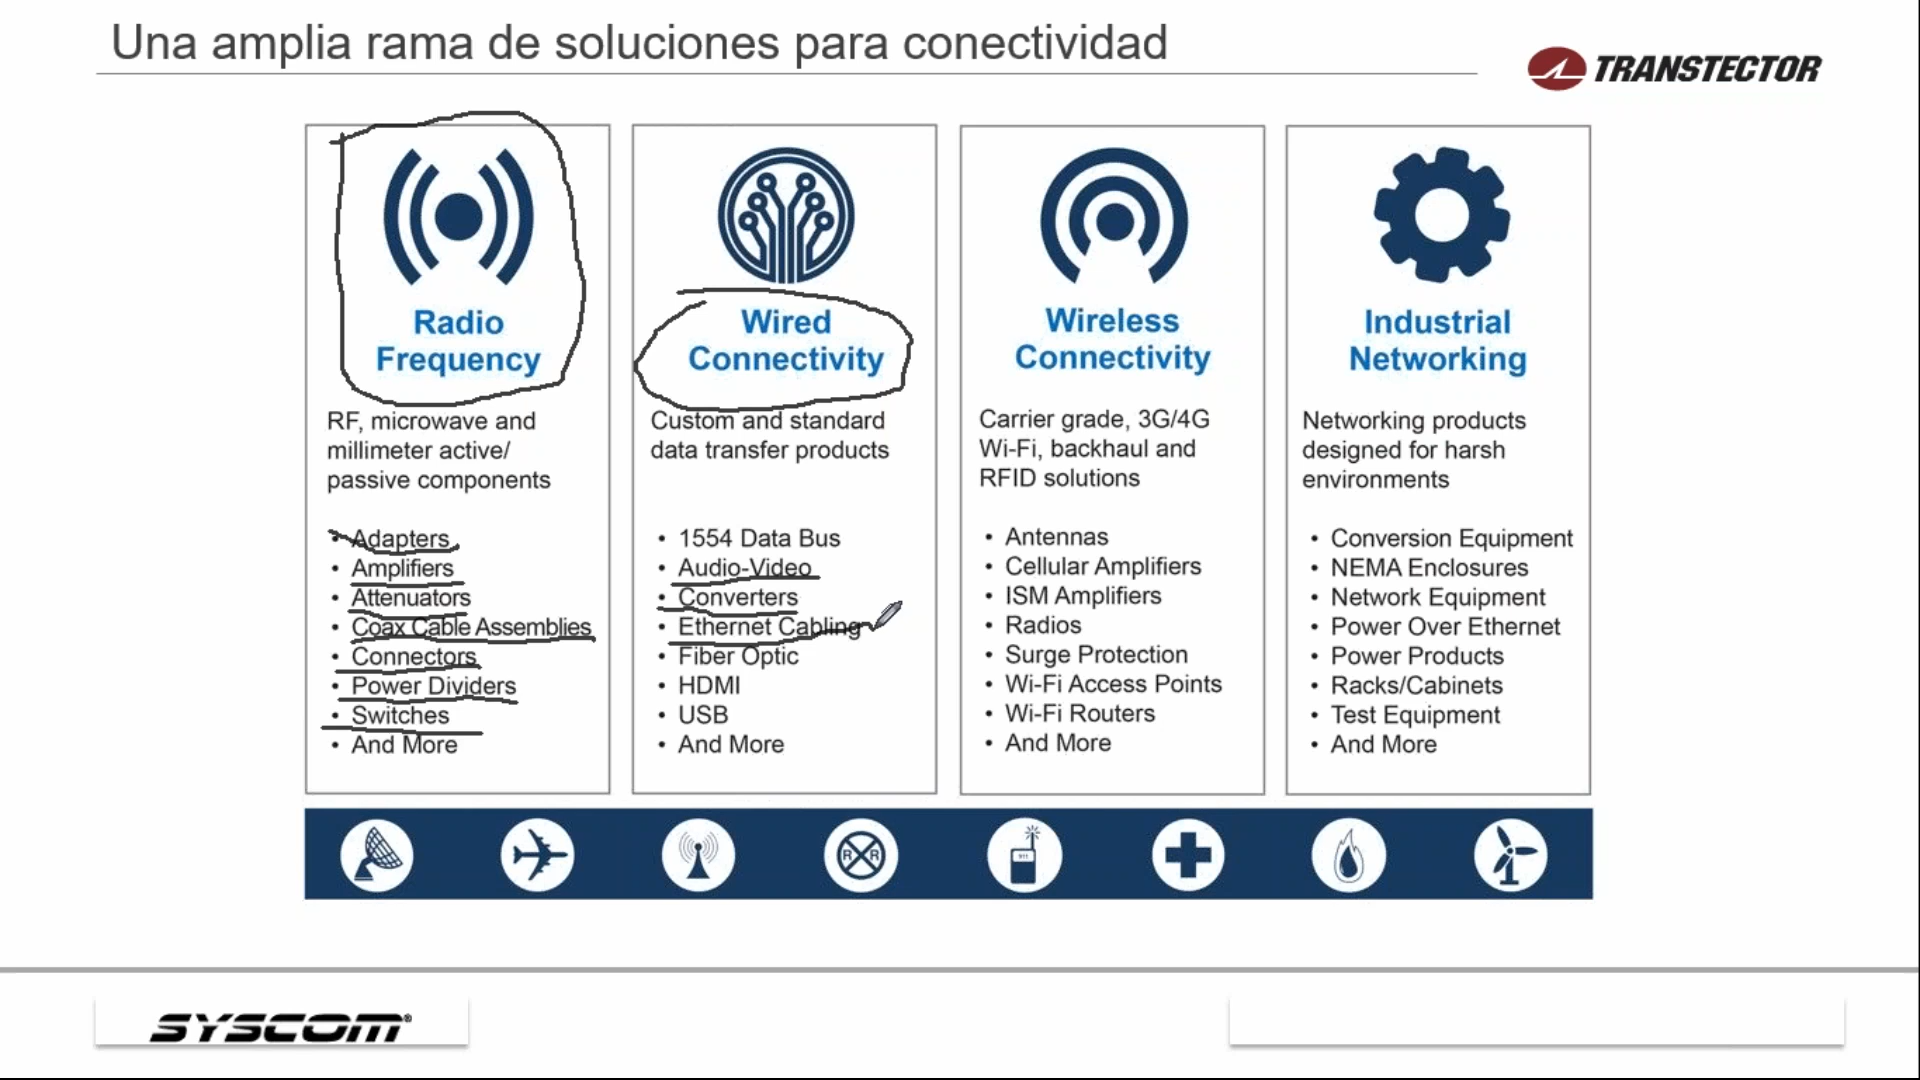 Una amplia rama de soluciones para conectividad
TRANSTECTOR
Radio
Frequency
RF, microwave and
millimeter active/
passive components
• Adapters
• Amplifiers
• Attenuators
• Coax Cable Assemblies
• Connectors
• Power Dividers
• Switches
• And More
Wired
Connectivity
Custom and standard
data transfer products
• 1554 Data Bus
• Audio-Video
• Converters
• Ethernet Cabling
• Fiber Optic
• HDMI
• USB
• And More
Wireless
Connectivity
Carrier grade, 3G/4G
Wi-Fi, backhaul and
RFID solutions
• Antennas
• Cellular Amplifiers
• ISM Amplifiers
• Radios
• Surge Protection
• Wi-Fi Access Points
• Wi-Fi Routers
• And More
Industrial
Networking
Networking products
designed for harsh
environments
• Conversion Equipment
• NEMA Enclosures
• Network Equipment
• Power Over Ethernet
• Power Products
• Racks/Cabinets
• Test Equipment
• And More
R R
911
SYSCOM®